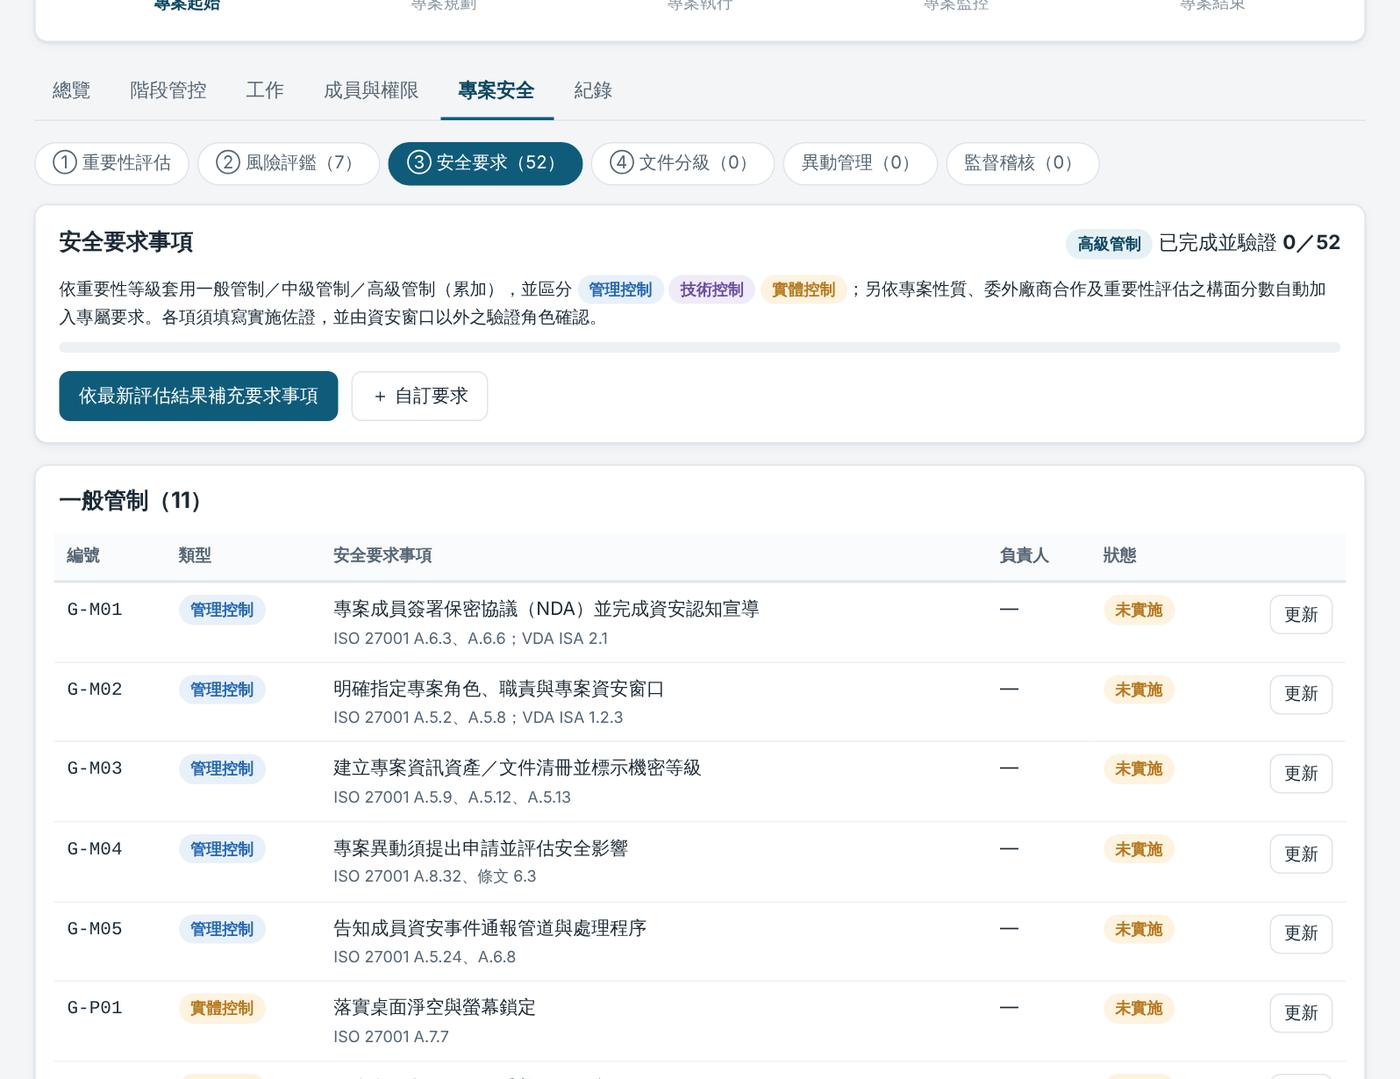 專案起始 專案規劃 專案執行 專案監控 專案結束
總覽 階段管控 工作 成員與權限 專案安全 紀錄
① 重要性評估 ② 風險評鑑（7） ③ 安全要求（52） ④ 文件分級（0） 異動管理（0） 監督稽核（0）
安全要求事項 高級管制 已完成並驗證 0／52
依重要性等級套用一般管制／中級管制／高級管制（累加），並區分 管理控制 技術控制 實體控制 ；另依專案性質、委外廠商合作及重要性評估之構面分數自動加
入專屬要求。各項須填寫實施佐證，並由資安窗口以外之驗證角色確認。
依最新評估結果補充要求事項 ＋ 自訂要求
一般管制（11）
編號 類型 安全要求事項 負責人 狀態
G-M01 管理控制 專案成員簽署保密協議（NDA）並完成資安認知宣導 — 未實施 更新
ISO 27001 A.6.3、A.6.6；VDA ISA 2.1
G-M02 管理控制 明確指定專案角色、職責與專案資安窗口 — 未實施 更新
ISO 27001 A.5.2、A.5.8；VDA ISA 1.2.3
G-M03 管理控制 建立專案資訊資產／文件清冊並標示機密等級 — 未實施 更新
ISO 27001 A.5.9、A.5.12、A.5.13
G-M04 管理控制 專案異動須提出申請並評估安全影響 — 未實施 更新
ISO 27001 A.8.32、條文 6.3
G-M05 管理控制 告知成員資安事件通報管道與處理程序 — 未實施 更新
ISO 27001 A.5.24、A.6.8
G-P01 實體控制 落實桌面淨空與螢幕鎖定 — 未實施 更新
ISO 27001 A.7.7